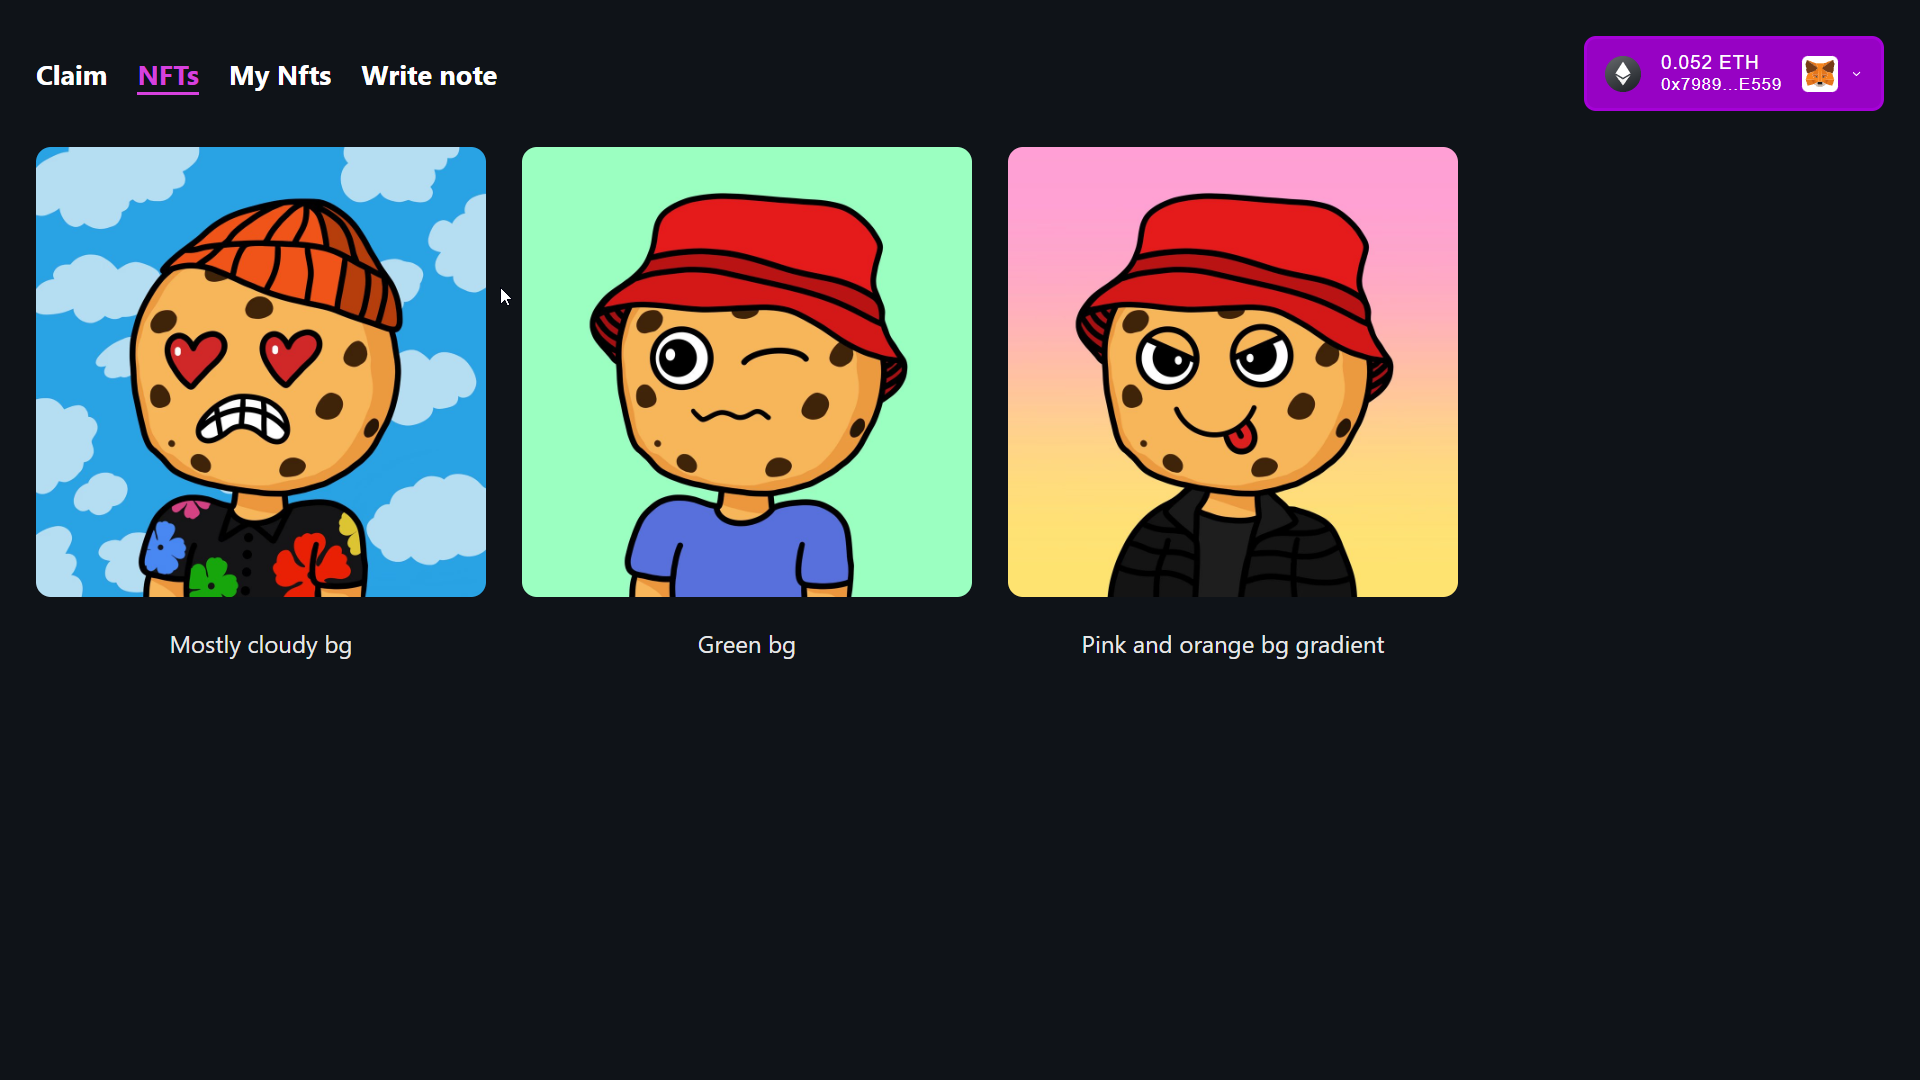 Claim NFTs My Nfts Write note
0.052 ETH
0x7989...E559
Mostly cloudy bg
Green bg
Pink and orange bg gradient